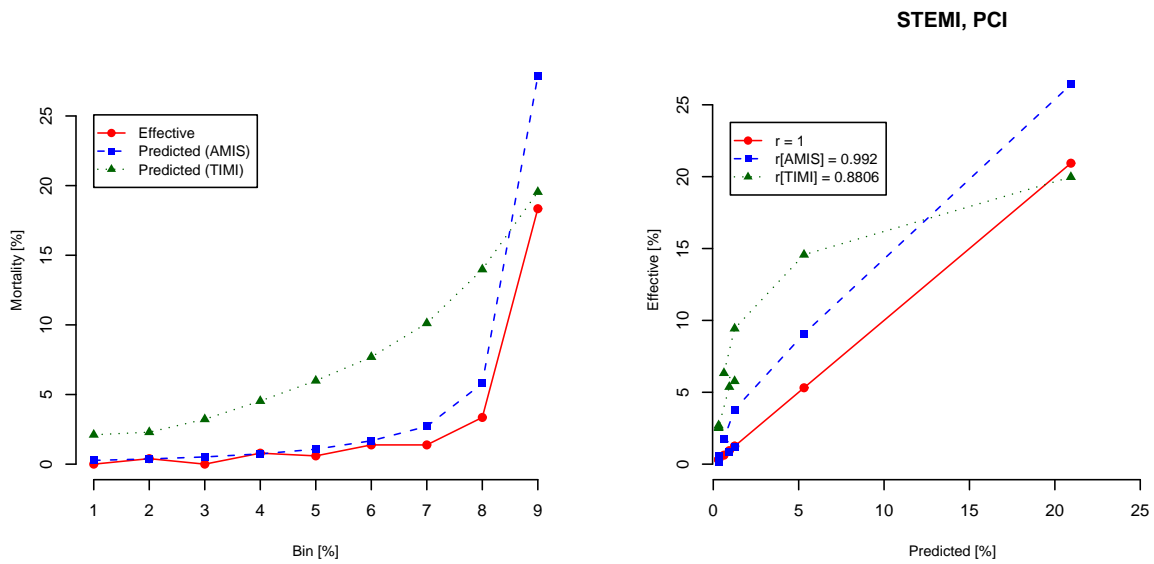 STEMI, PCI
Effective
Predicted (AMIS)
Predicted (TIMI)
Mortality [%]
0
5
10
15
20
25
1 2 3 4 5 6 7 8 9
Bin [%]
r = 1
r[AMIS] = 0.992
r[TIMI] = 0.8806
Effective [%]
0
5
10
15
20
25
0 5 10 15 20 25
Predicted [%]